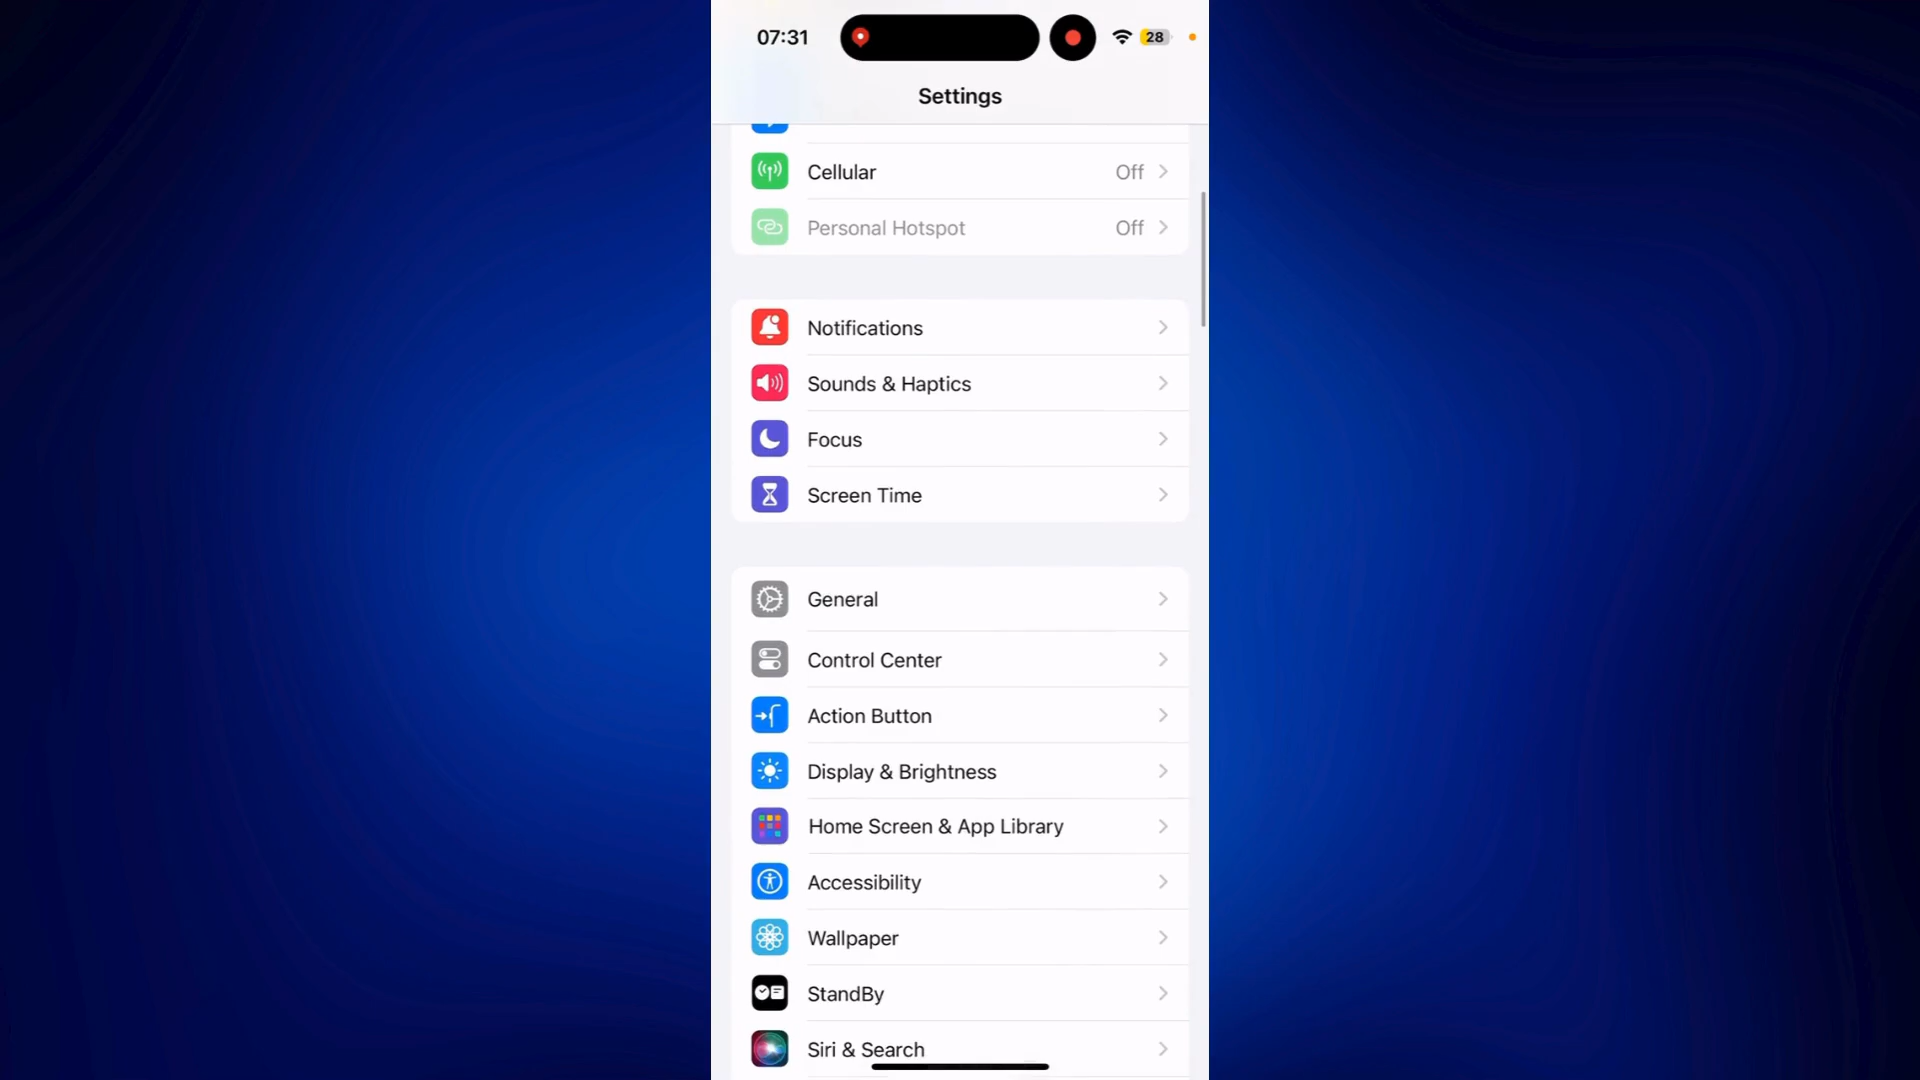 07:31
28
Settings
Cellular Off
Personal Hotspot Off
Notifications
Sounds & Haptics
Focus
Screen Time
General
Control Center
Action Button
Display & Brightness
Home Screen & App Library
Accessibility
Wallpaper
StandBy
Siri & Search